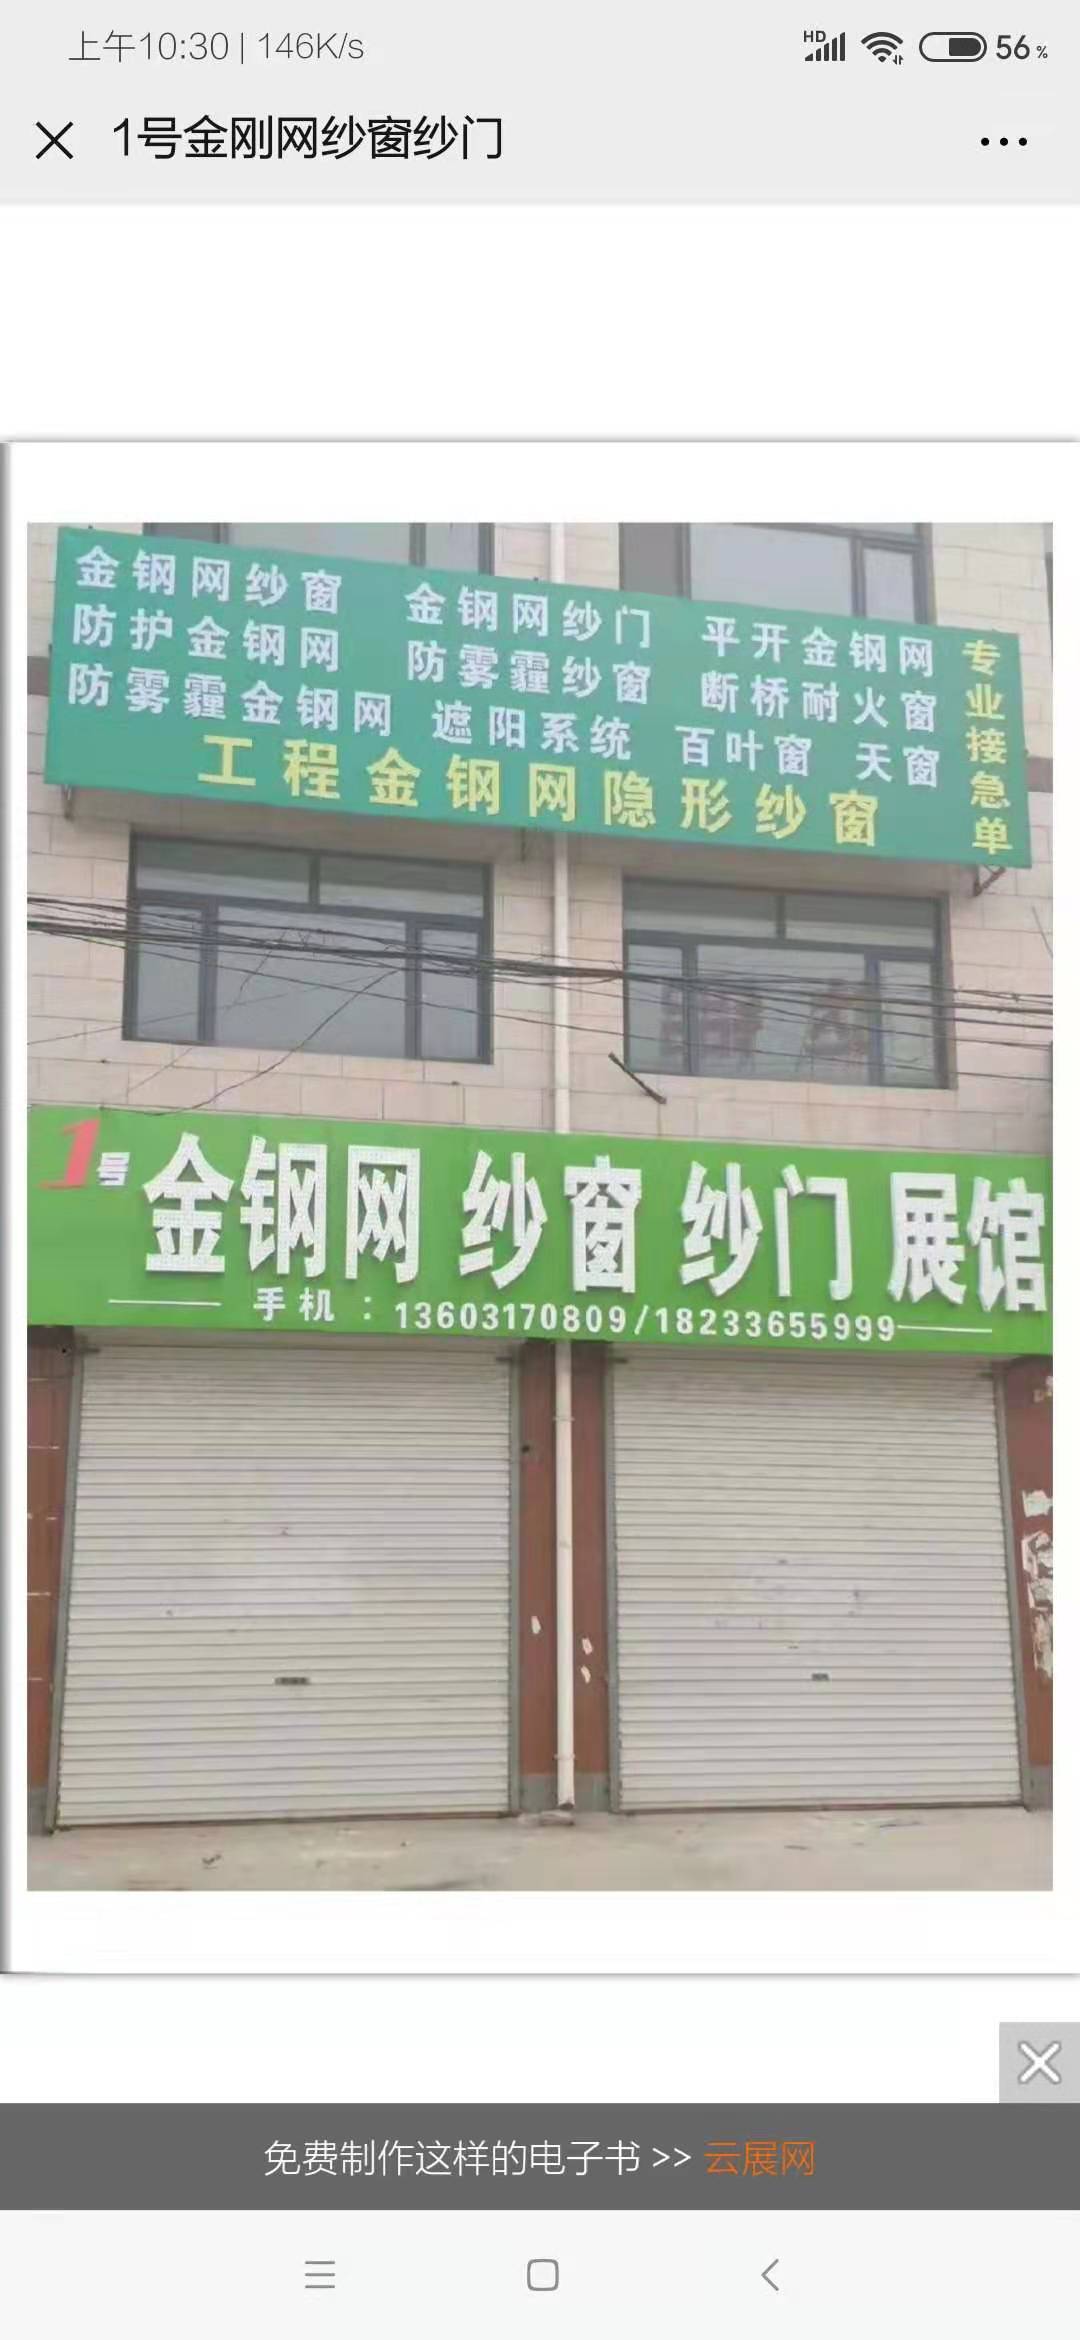 上午10:30 | 146K/s
HD
56%
1号金刚网纱窗纱门
金钢网纱窗 金钢网纱门 平开金钢网
防护金钢网 防雾霾纱窗 断桥耐火窗
防雾霾金钢网 遮阳系统 百叶窗 天窗
工程金钢网隐形纱窗
专业接急单
1号 金钢网 纱窗 纱门 展馆
手机：13603170809/18233655999
免费制作这样的电子书 >> 云展网